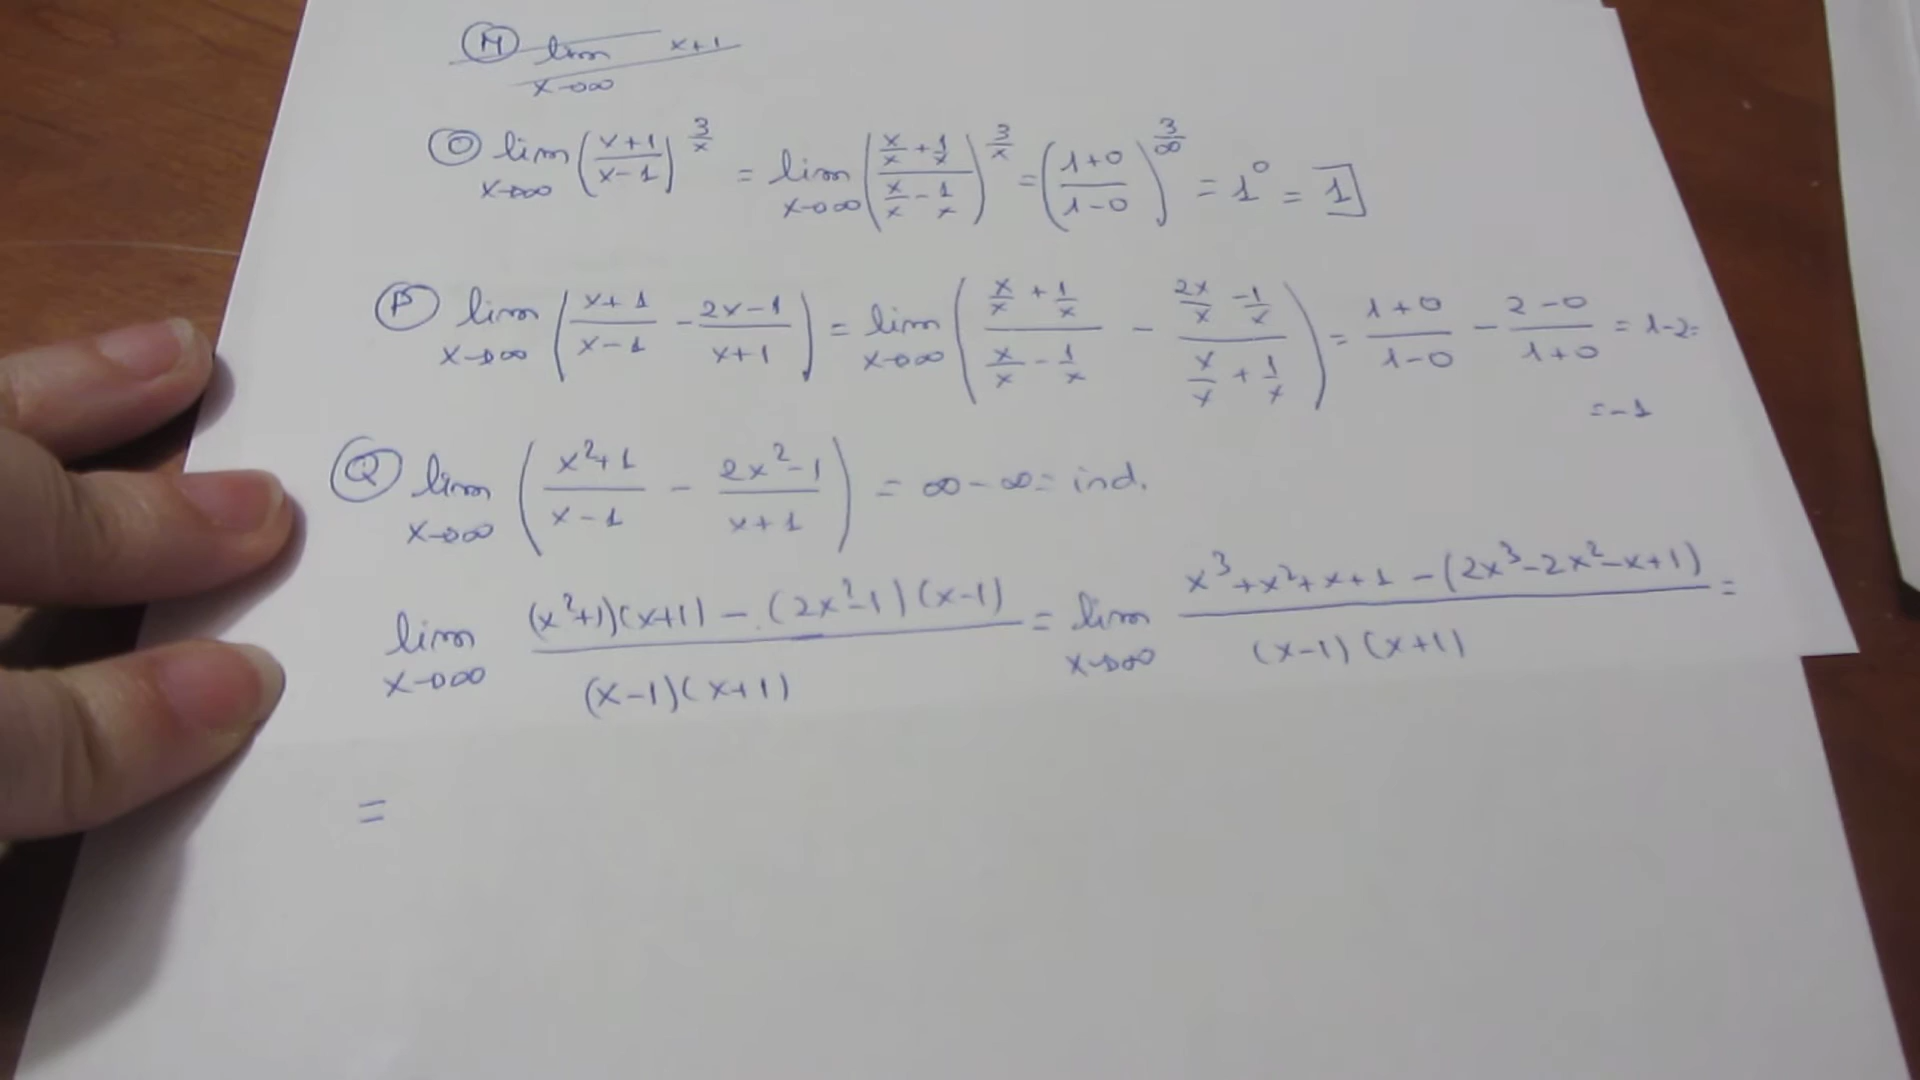 (M) lim x→∞ x+1
(O) lim x→∞ ((x+1)/(x-1))^(3/x) = lim x→∞ ((x/x + 1/x)/(x/x - 1/x))^(3/x) = ((1+0)/(1-0))^(3/∞) = 1^0 = 1
(P) lim x→∞ ((x+1)/(x-1) - (2x-1)/(x+1)) = lim x→∞ ((x/x + 1/x)/(x/x - 1/x) - (2x/x - 1/x)/(x/x + 1/x)) = (1+0)/(1-0) - (2-0)/(1+0) = 1-2=
=-1
(Q) lim x→∞ ((x²+1)/(x-1) - (2x²-1)/(x+1)) = ∞-∞= ind.
lim x→∞ ((x²+1)(x+1) - (2x²-1)(x-1))/((x-1)(x+1)) = lim x→∞ (x³+x²+x+1-(2x³-2x²-x+1))/((x-1)(x+1)) =
=